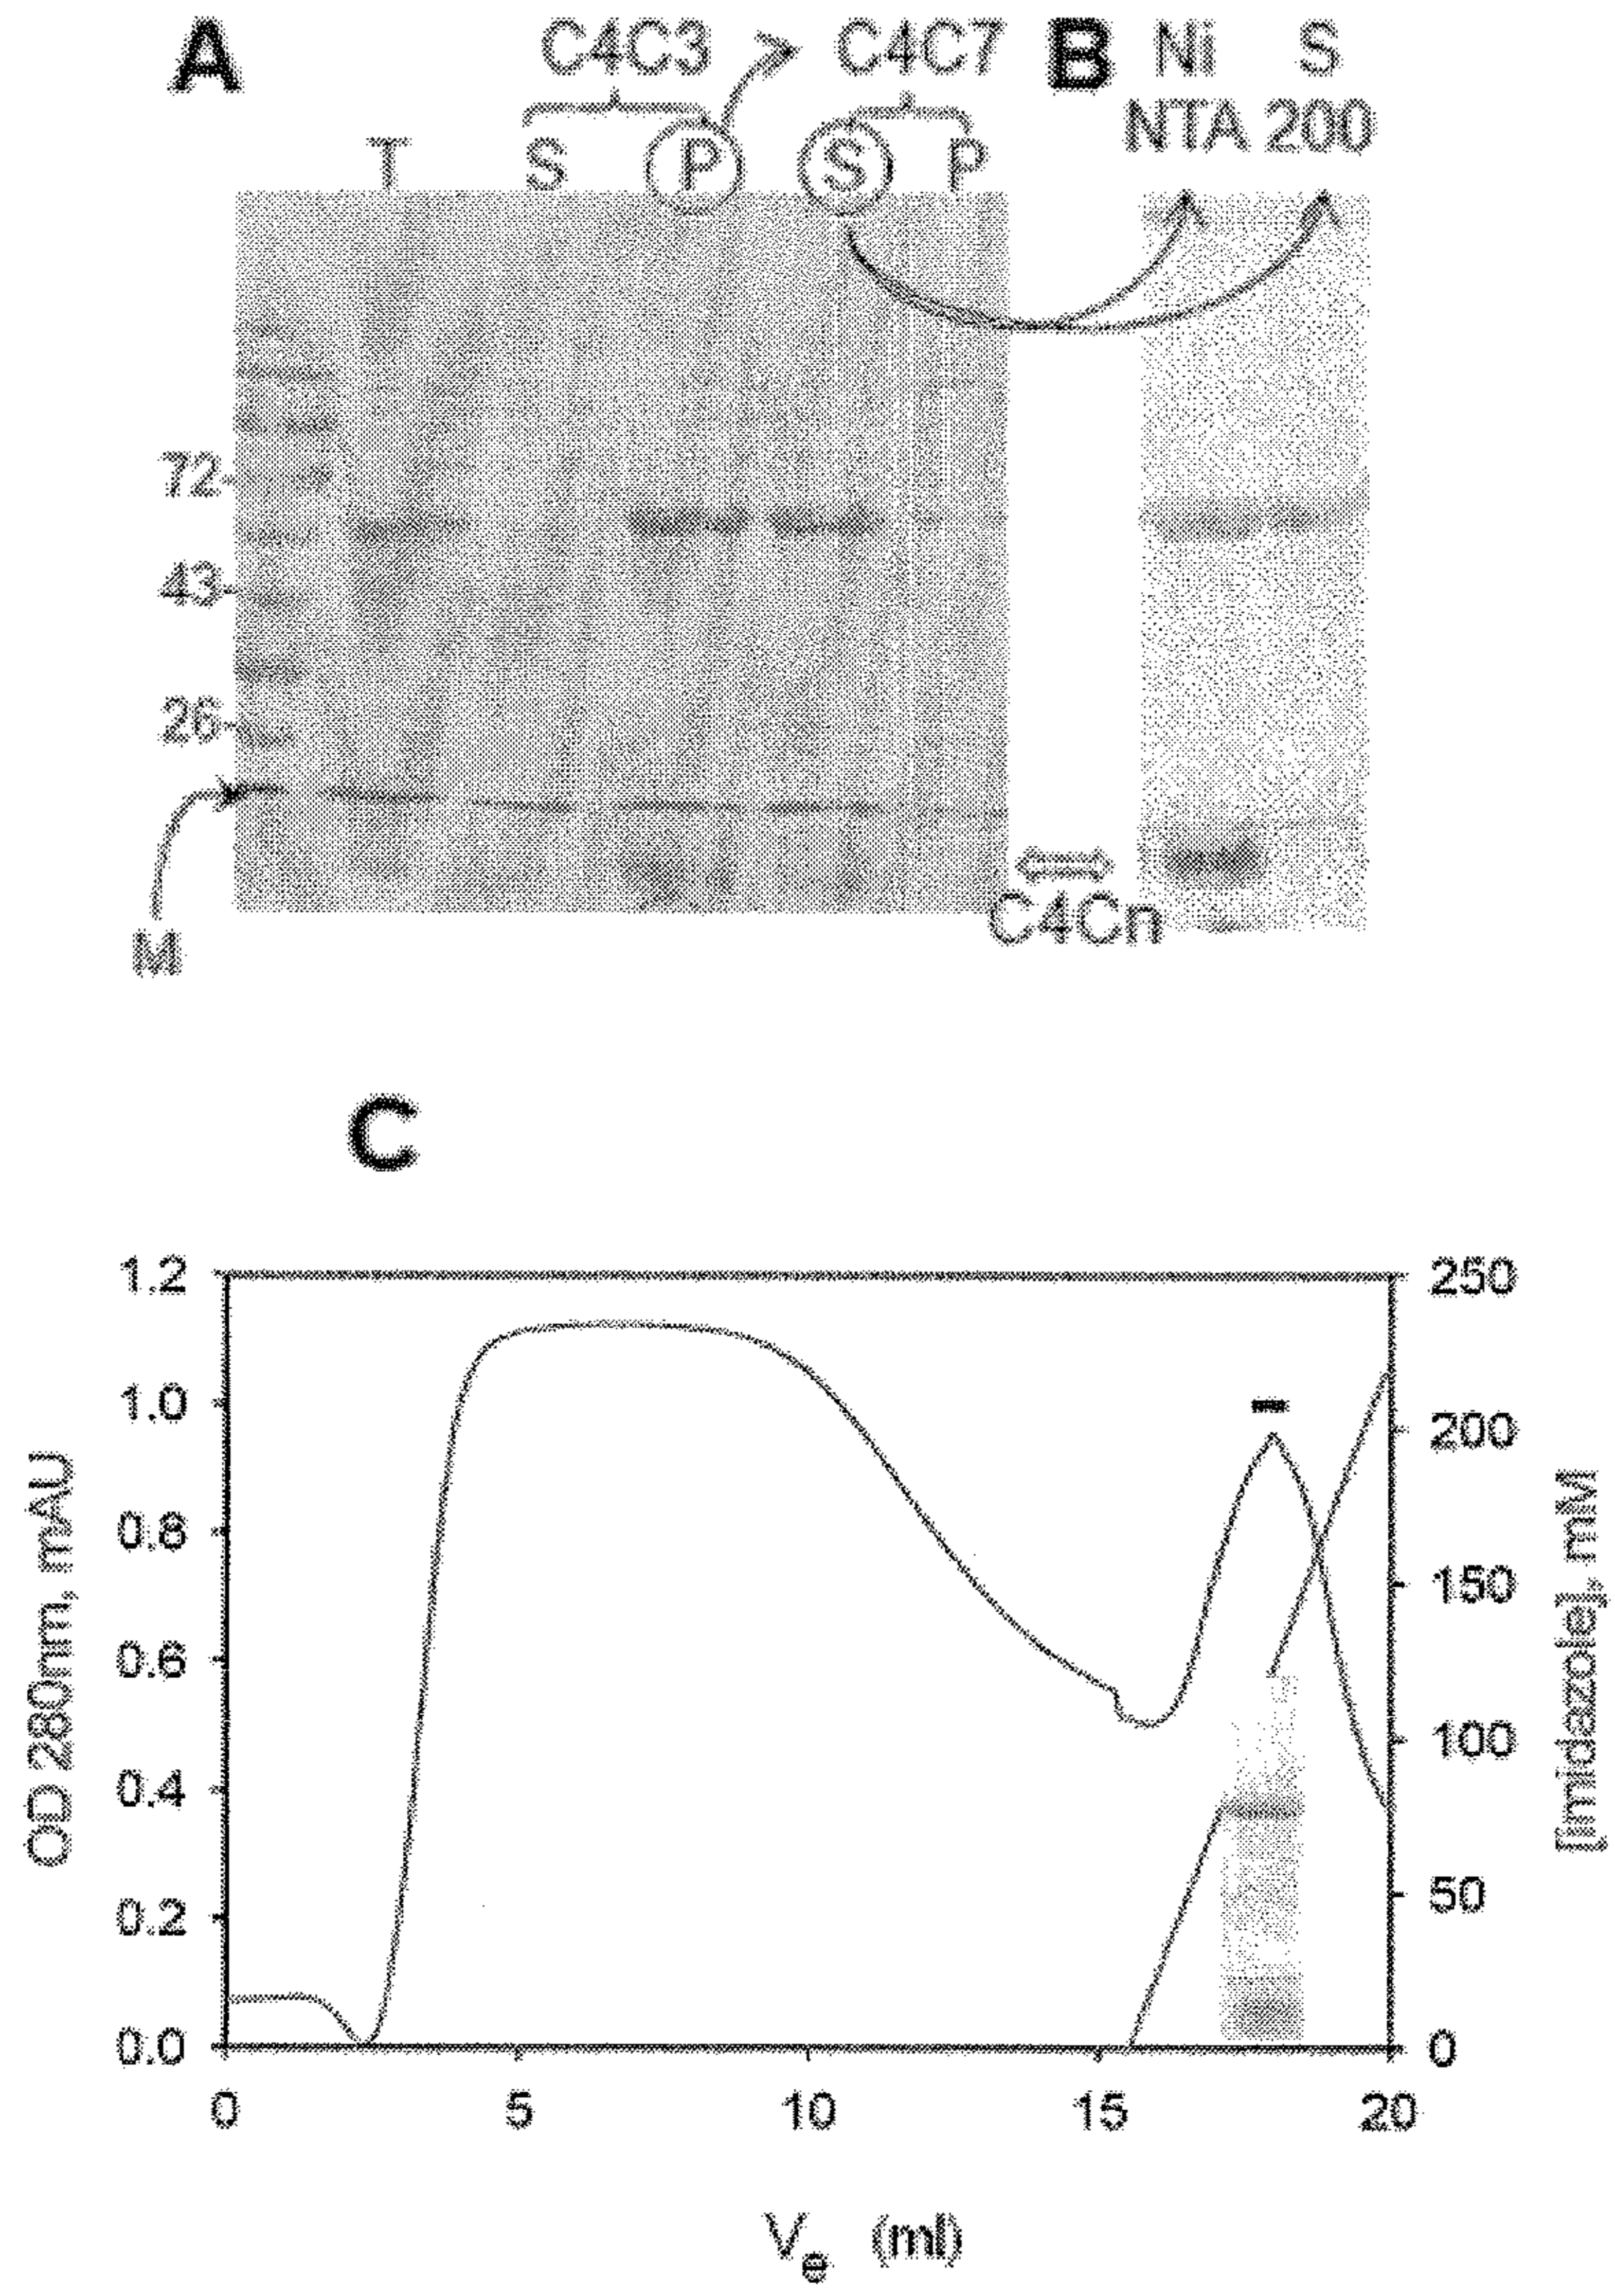 A C4C3 C4C7 B Ni S
NTA 200
T S P S P
72
43
26
M
C4Cn
C
1.2
1.0
0.8
0.6
0.4
0.2
0.0
OD 280nm, mAU
250
200
150
100
50
0
[imidazole], mM
0 5 10 15 20
Ve (ml)